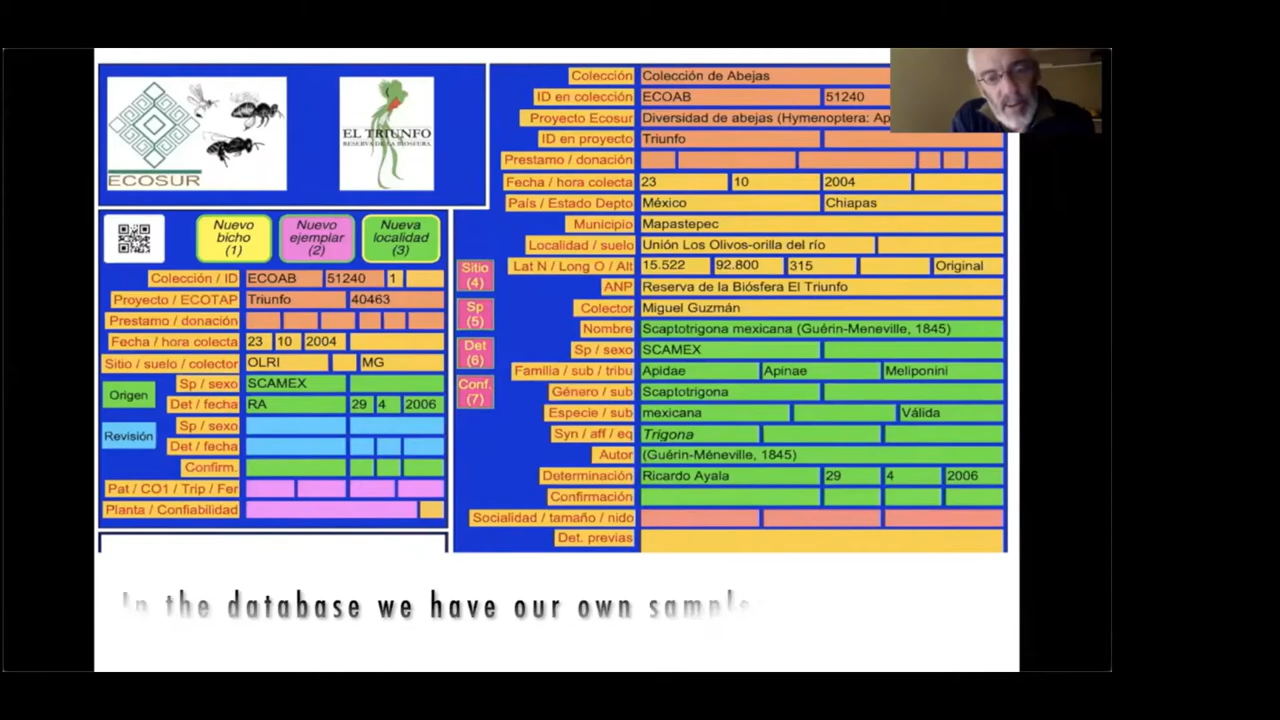 ECOSUR
EL TRIUNFO
RESERVA DE LA BIÓSFERA
Nuevo bicho (1)
Nuevo ejemplar (2)
Nueva localidad (3)
Colección / ID ECOAB 51240 1
Proyecto / ECOTAP Triunfo 40463
Prestamo / donación
Fecha / hora colecta 23 10 2004
Sitio / suelo / colector OLRI MG
Origen
Sp / sexo SCAMEX
Det / fecha RA 29 4 2006
Revisión
Sp / sexo
Det / fecha
Confirm.
Pat / CO1 / Trip / Fer
Planta / Confiabilidad
Sitio (4)
Sp (5)
Det (6)
Conf. (7)
Colección Colección de Abejas
ID en colección ECOAB 51240
Proyecto Ecosur Diversidad de abejas (Hymenoptera: Ap
ID en proyecto Triunfo
Prestamo / donación
Fecha / hora colecta 23 10 2004
País / Estado Depto México Chiapas
Municipio Mapastepec
Localidad / suelo Unión Los Olivos-orilla del río
Lat N / Long O / Alt 15.522 92.800 315 Original
ANP Reserva de la Biósfera El Triunfo
Colector Miguel Guzmán
Nombre Scaptotrigona mexicana (Guérin-Meneville, 1845)
Sp / sexo SCAMEX
Familia / sub / tribu Apidae Apinae Meliponini
Género / sub Scaptotrigona
Especie / sub mexicana Válida
Syn / aff / eq Trigona
Autor (Guérin-Méneville, 1845)
Determinación Ricardo Ayala 29 4 2006
Confirmación
Socialidad / tamaño / nido
Det. previas
In the database we have our own sample